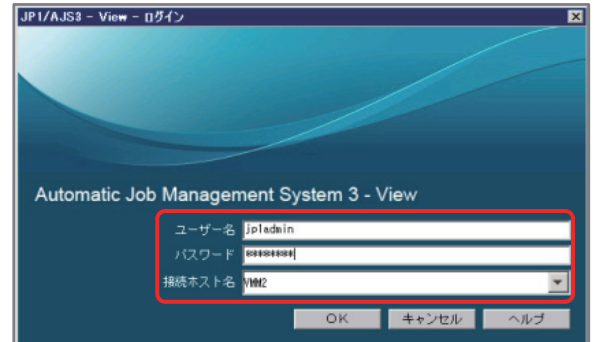 JP1/AJS3 - View - ログイン
Automatic Job Management System 3 - View
ユーザー名 jp1admin
パスワード ********
接続ホスト名 VMM2
OK キャンセル ヘルプ